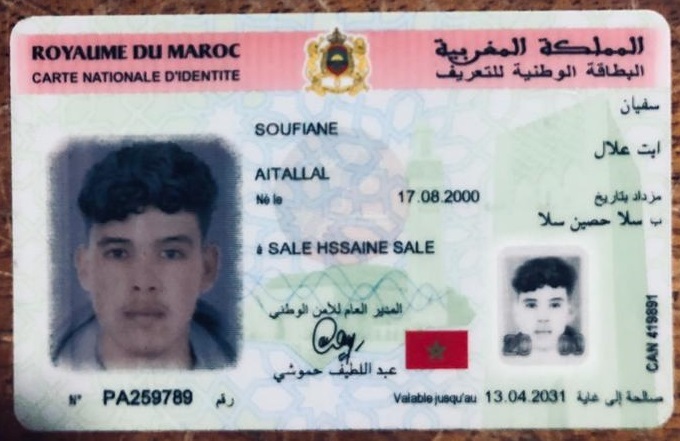 ROYAUME DU MAROC
المملكة المغربية
CARTE NATIONALE D'IDENTITE
البطاقة الوطنية للتعريف
سفيان
SOUFIANE
ايت علال
AITALLAL
Né le 17.08.2000 مزداد بتاريخ
ب سلا حصين سلا
à SALE HSSAINE SALE
المدير العام للأمن الوطني
عبد اللطيف حموشي
CAN 419891
N° PA259789 رقم
Valable jusqu'au 13.04.2031 صالحة إلى غاية